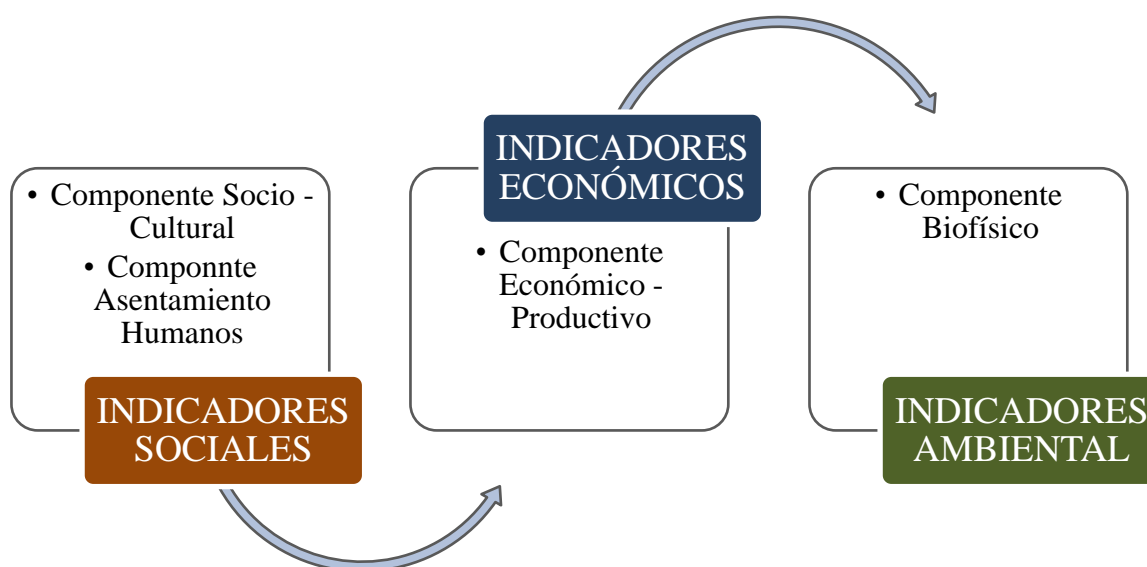 • Componente Socio -
Cultural
• Componnte
Asentamiento
Humanos
INDICADORES
SOCIALES
INDICADORES
ECONÓMICOS
• Componente
Económico -
Productivo
• Componente
Biofísico
INDICADORES
AMBIENTAL